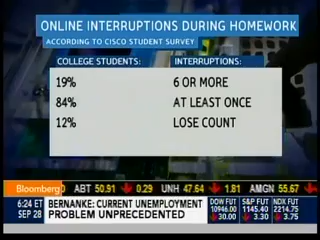 ONLINE INTERRUPTIONS DURING HOMEWORK
ACCORDING TO CISCO STUDENT SURVEY
COLLEGE STUDENTS: INTERRUPTIONS:
19% 6 OR MORE
84% AT LEAST ONCE
12% LOSE COUNT
Bloomberg ABT 50.91 0.29 UNH 47.64 1.81 AMGN 55.67
6:24 ET BERNANKE: CURRENT UNEMPLOYMENT DOW FUT S&P FUT NDX FUT
SEP 28 PROBLEM UNPRECEDENTED 10946.00 1145.40 2214.75
30.00 3.30 3.75